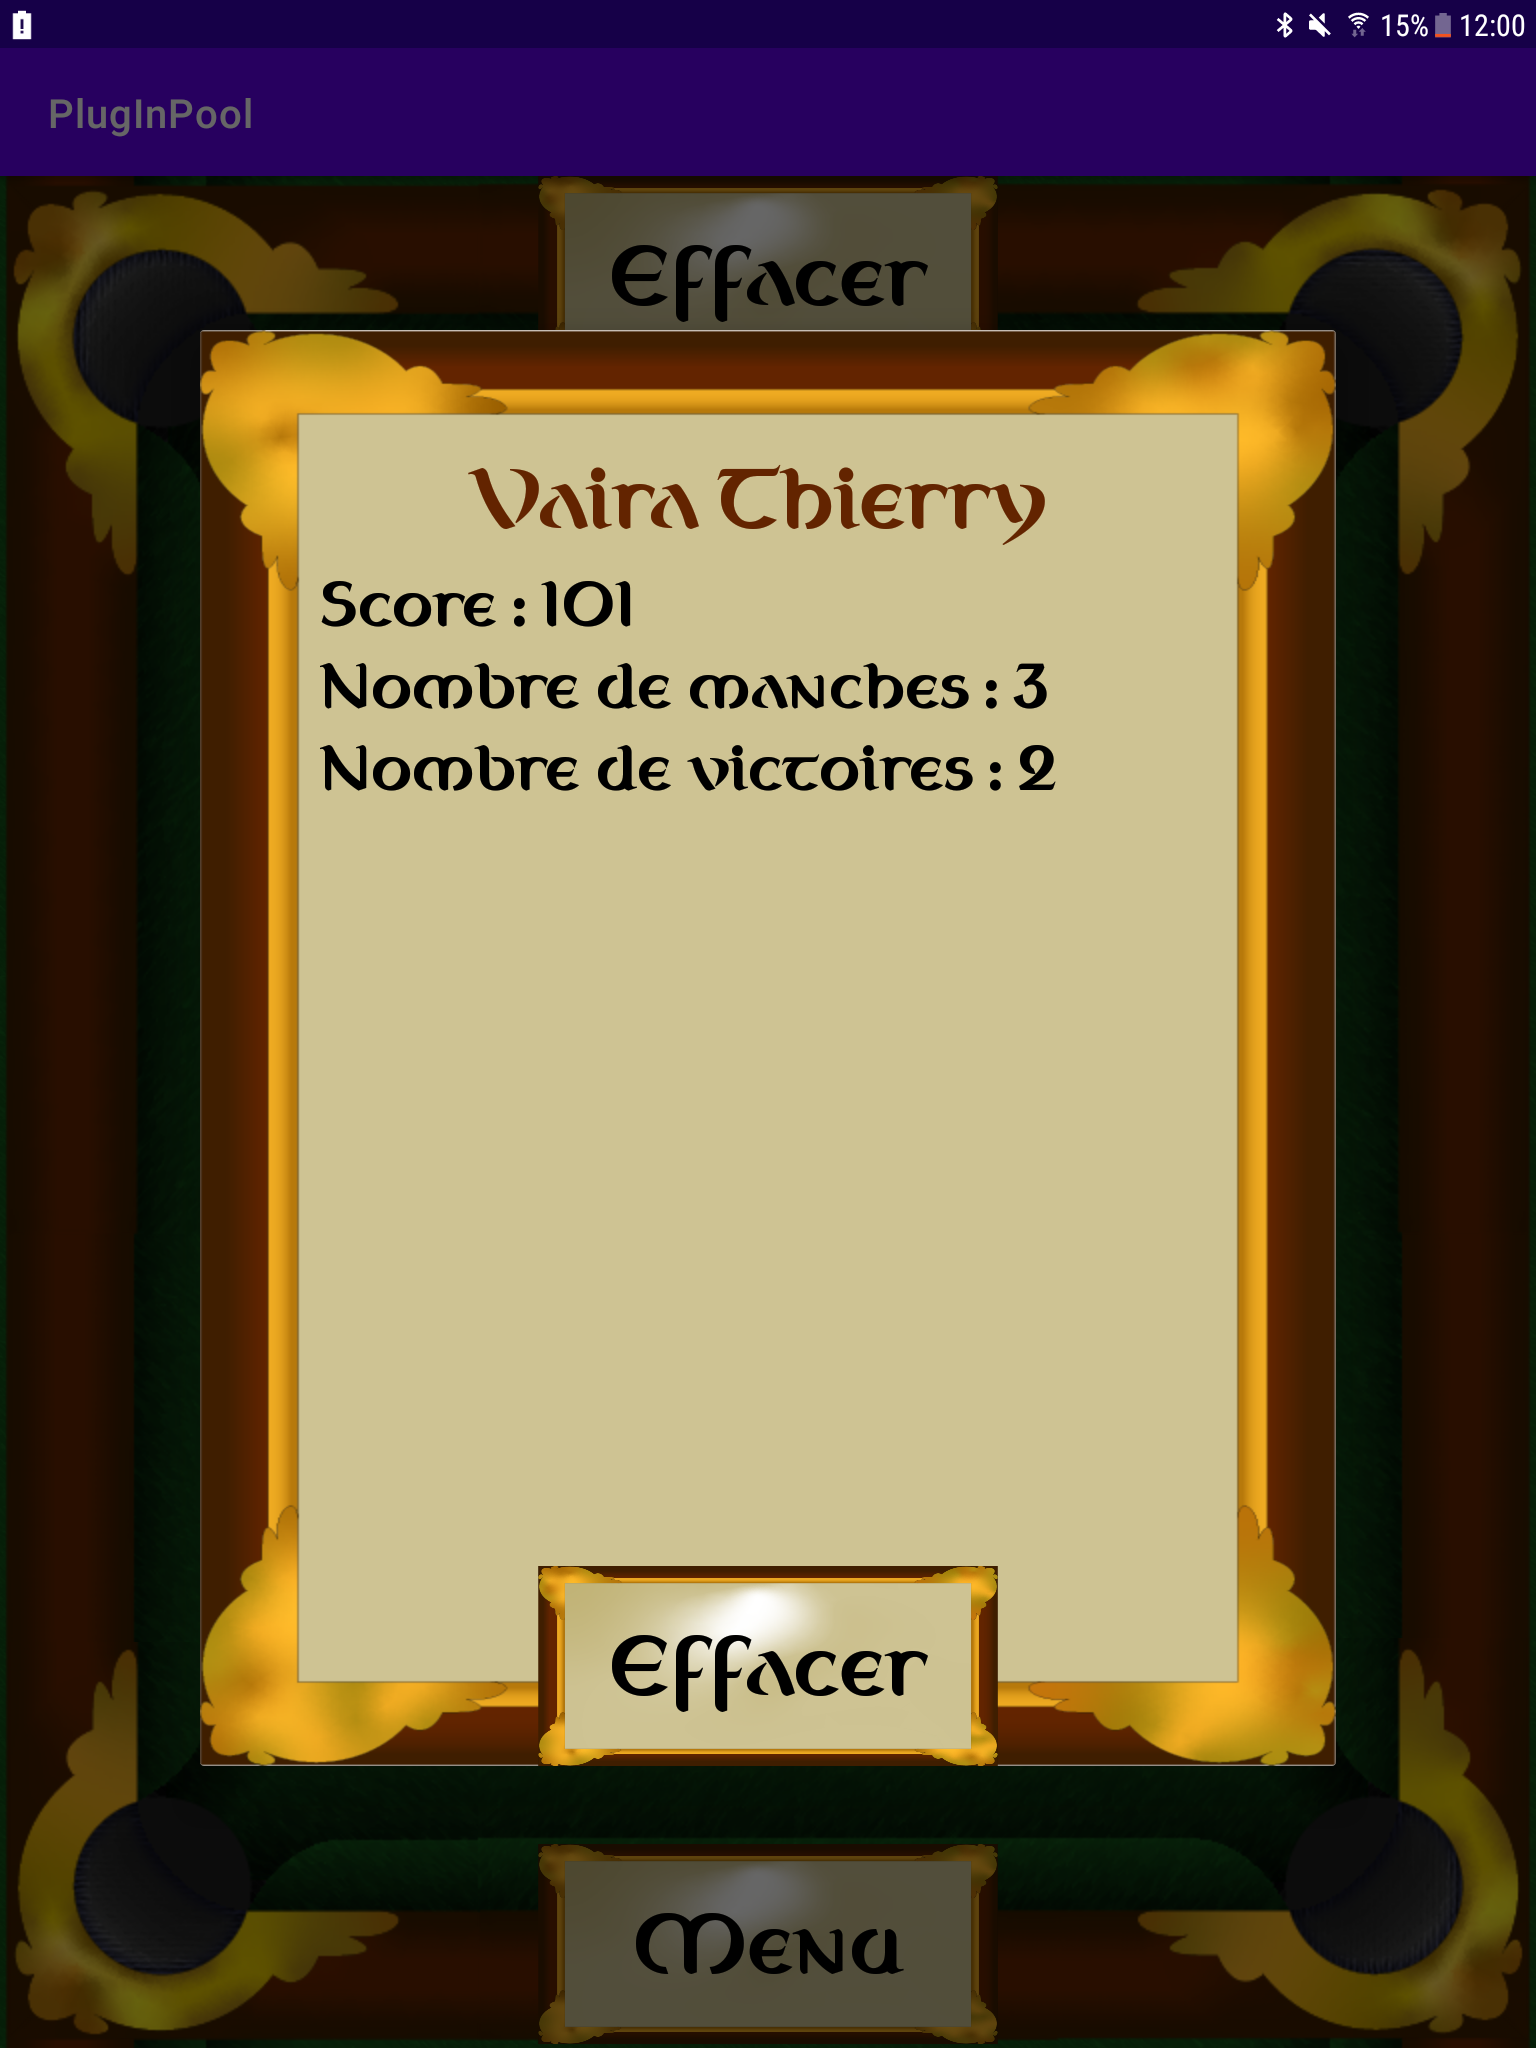 15% 12:00
PlugInPool
Effacer
Vaira Thierry
Score : 101
Nombre de manches : 3
Nombre de victoires : 2
Effacer
Menu